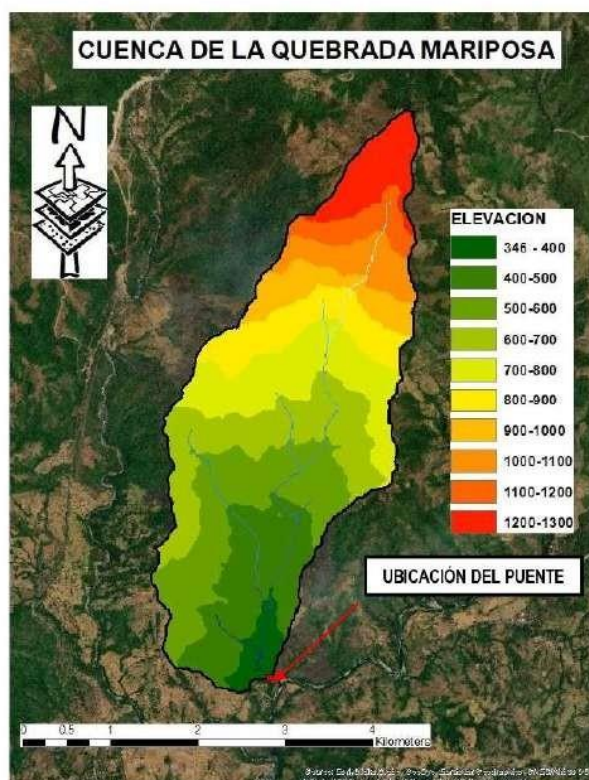 CUENCA DE LA QUEBRADA MARIPOSA
N
ELEVACION
346 - 400
400-500
500-600
600-700
700-800
800-900
900-1000
1000-1100
1100-1200
1200-1300
UBICACIÓN DEL PUENTE
0 0.5 1 2 3 4
Kilometers